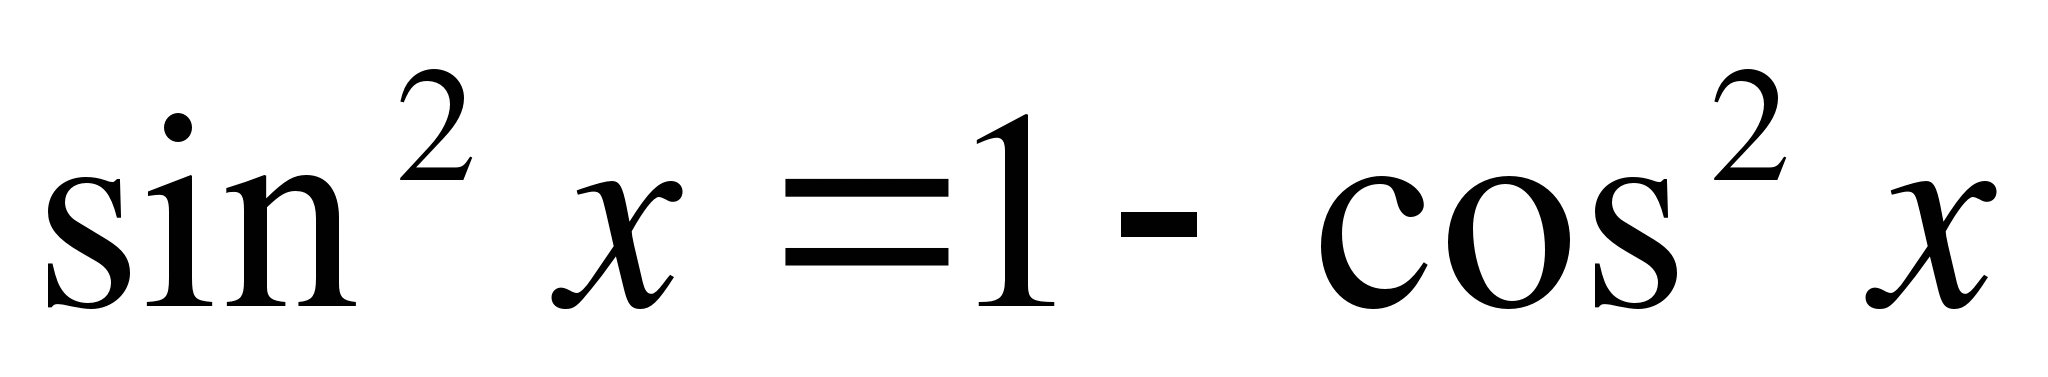 sin² x = 1 - cos² x